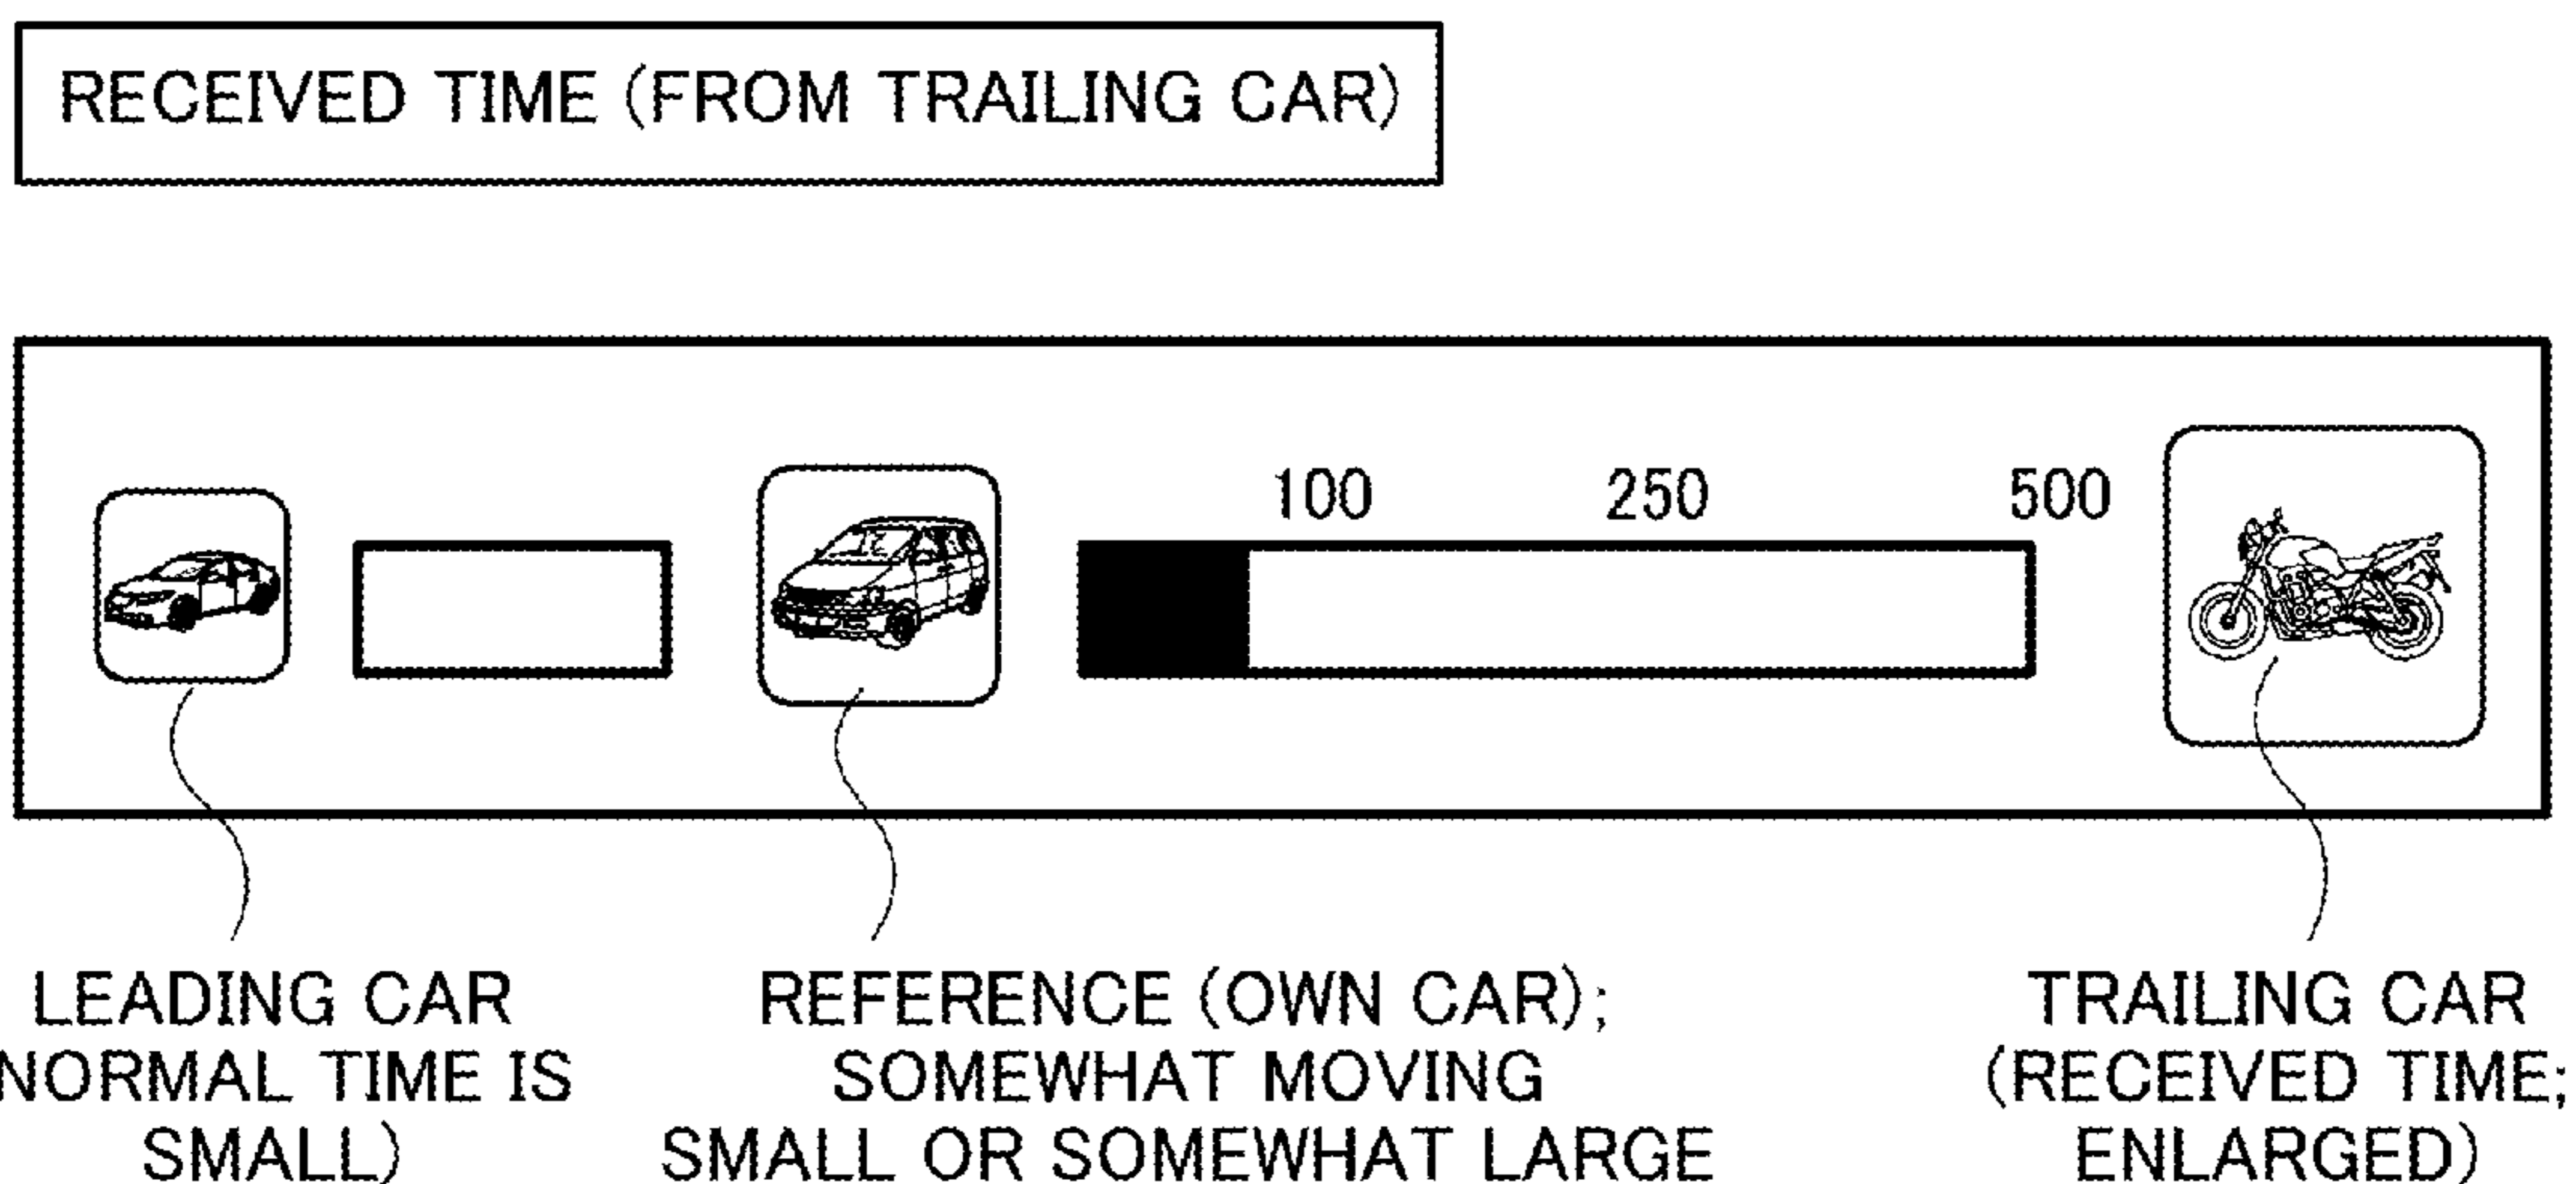 RECEIVED TIME (FROM TRAILING CAR)
100 250 500
LEADING CAR
NORMAL TIME IS
SMALL)
REFERENCE (OWN CAR);
SOMEWHAT MOVING
SMALL OR SOMEWHAT LARGE
TRAILING CAR
(RECEIVED TIME;
ENLARGED)